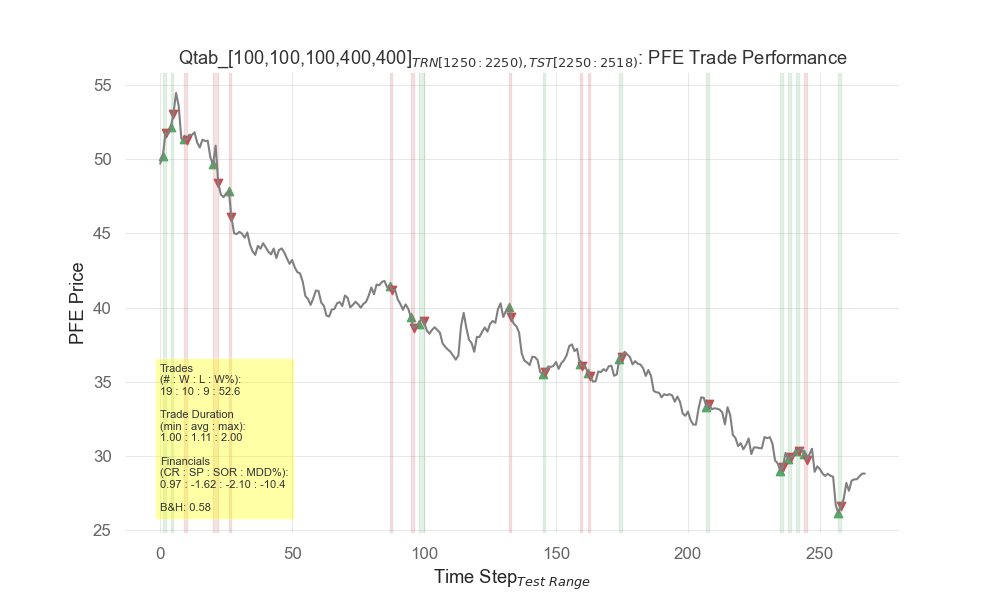 Qtab_[100,100,100,400,400]TRN[1250:2250),TST[2250:2518): PFE Trade Performance
55
50
45
40
35
30
25
PFE Price
Trades
(# : W : L : W%):
19 : 10 : 9 : 52.6
Trade Duration
(min : avg : max):
1.00 : 1.11 : 2.00
Financials
(CR : SP : SOR : MDD%):
0.97 : -1.62 : -2.10 : -10.4
B&H: 0.58
0 50 100 150 200 250
Time Step Test Range